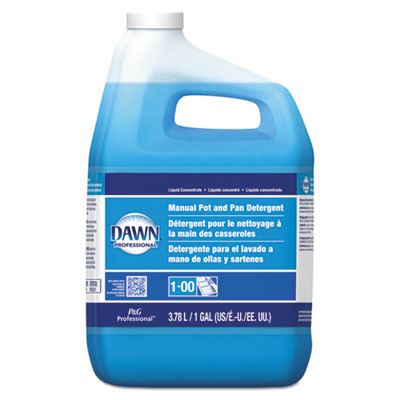 Liquid Concentrate • Liquide concentré • Líquido concentrado
Manual Pot and Pan Detergent
Détergent pour le nettoyage à
la main des casseroles
Detergente para el lavado a
mano de ollas y sartenes
DAWN
PROFESSIONAL
1-00
P&G
Professional™
3.78 L / 1 GAL (US/É.-U./EE. UU.)